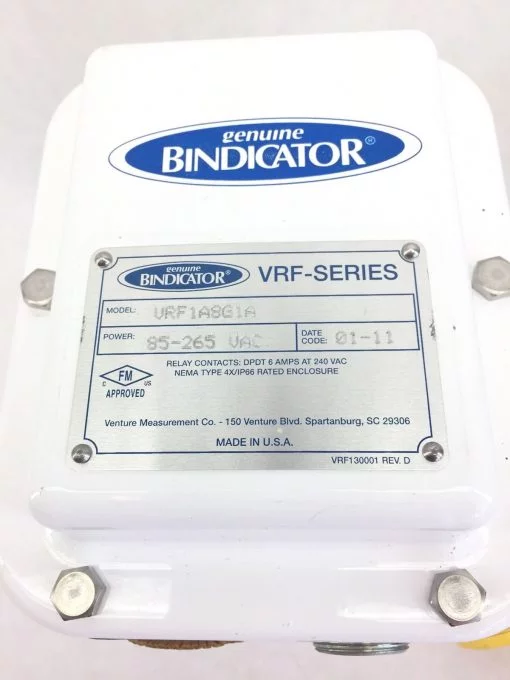 genuine
BINDICATOR®
genuine
BINDICATOR® VRF-SERIES
MODEL: VRF1A8G1A
POWER: 85-265 VAC. DATE CODE: 01-11
RELAY CONTACTS: DPDT 6 AMPS AT 240 VAC
NEMA TYPE 4X/IP66 RATED ENCLOSURE
C FM US
APPROVED
Venture Measurement Co. - 150 Venture Blvd. Spartanburg, SC 29306
MADE IN U.S.A.
VRF130001 REV. D